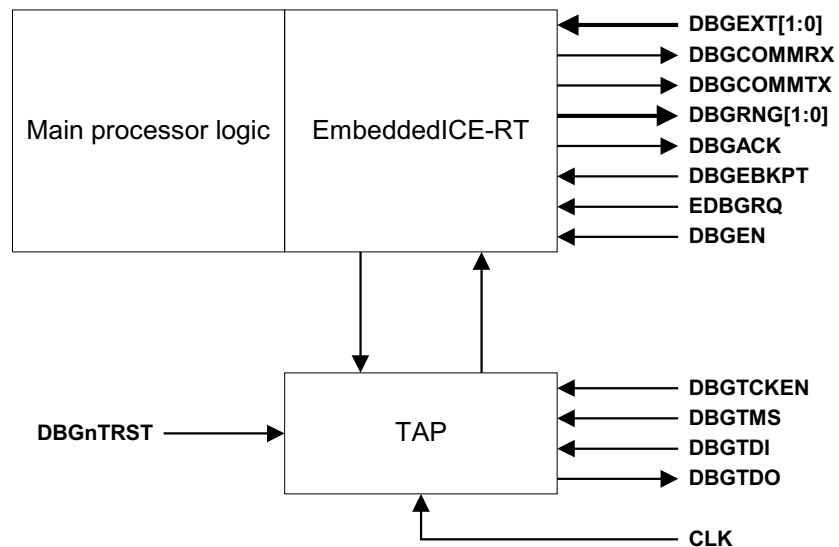 DBGEXT[1:0]
DBGCOMMRX
DBGCOMMTX
DBGRNG[1:0]
Main processor logic
EmbeddedICE-RT
DBGACK
DBGEBKPT
EDBGRQ
DBGEN
DBGTCKEN
DBGTMS
DBGnTRST
TAP
DBGTDI
DBGTDO
CLK